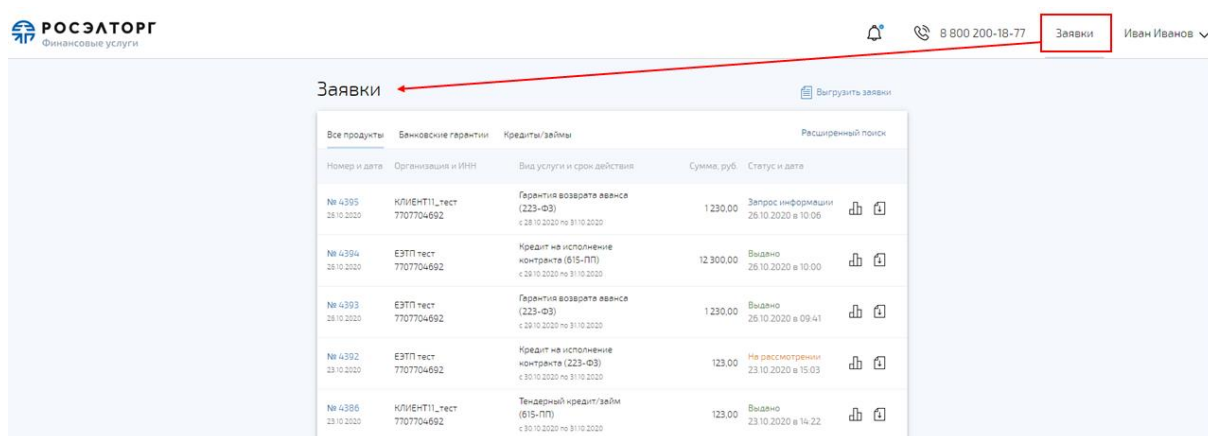 РОСЭЛТОРГ
Финансовые услуги
8 800 200-18-77
Заявки
Иван Иванов
Заявки
Выгрузить заявки
Все продукты Банковские гарантии Кредиты/займы Расширенный поиск
Номер и дата Организация и ИНН Вид услуги и срок действия Сумма, руб. Статус и дата
№ 4395 КЛИЕНТ11_тест Гарантия возврата аванса (223-ФЗ) 1 230,00 Запрос информации
26.10.2020 7707704692 с 28.10.2020 по 31.10.2020 26.10.2020 в 10:06
№ 4394 ЕЭТП тест Кредит на исполнение контракта (615-ПП) 12 300,00 Выдано
26.10.2020 7707704692 с 29.10.2020 по 31.10.2020 26.10.2020 в 10:00
№ 4393 ЕЭТП тест Гарантия возврата аванса (223-ФЗ) 1 230,00 Выдано
26.10.2020 7707704692 с 29.10.2020 по 31.10.2020 26.10.2020 в 09:41
№ 4392 ЕЭТП тест Кредит на исполнение контракта (223-ФЗ) 123,00 На рассмотрении
23.10.2020 7707704692 с 30.10.2020 по 31.10.2020 23.10.2020 в 15:03
№ 4386 КЛИЕНТ11_тест Тендерный кредит/займ (615-ПП) 123,00 Выдано
23.10.2020 7707704692 с 30.10.2020 по 31.10.2020 23.10.2020 в 14:22